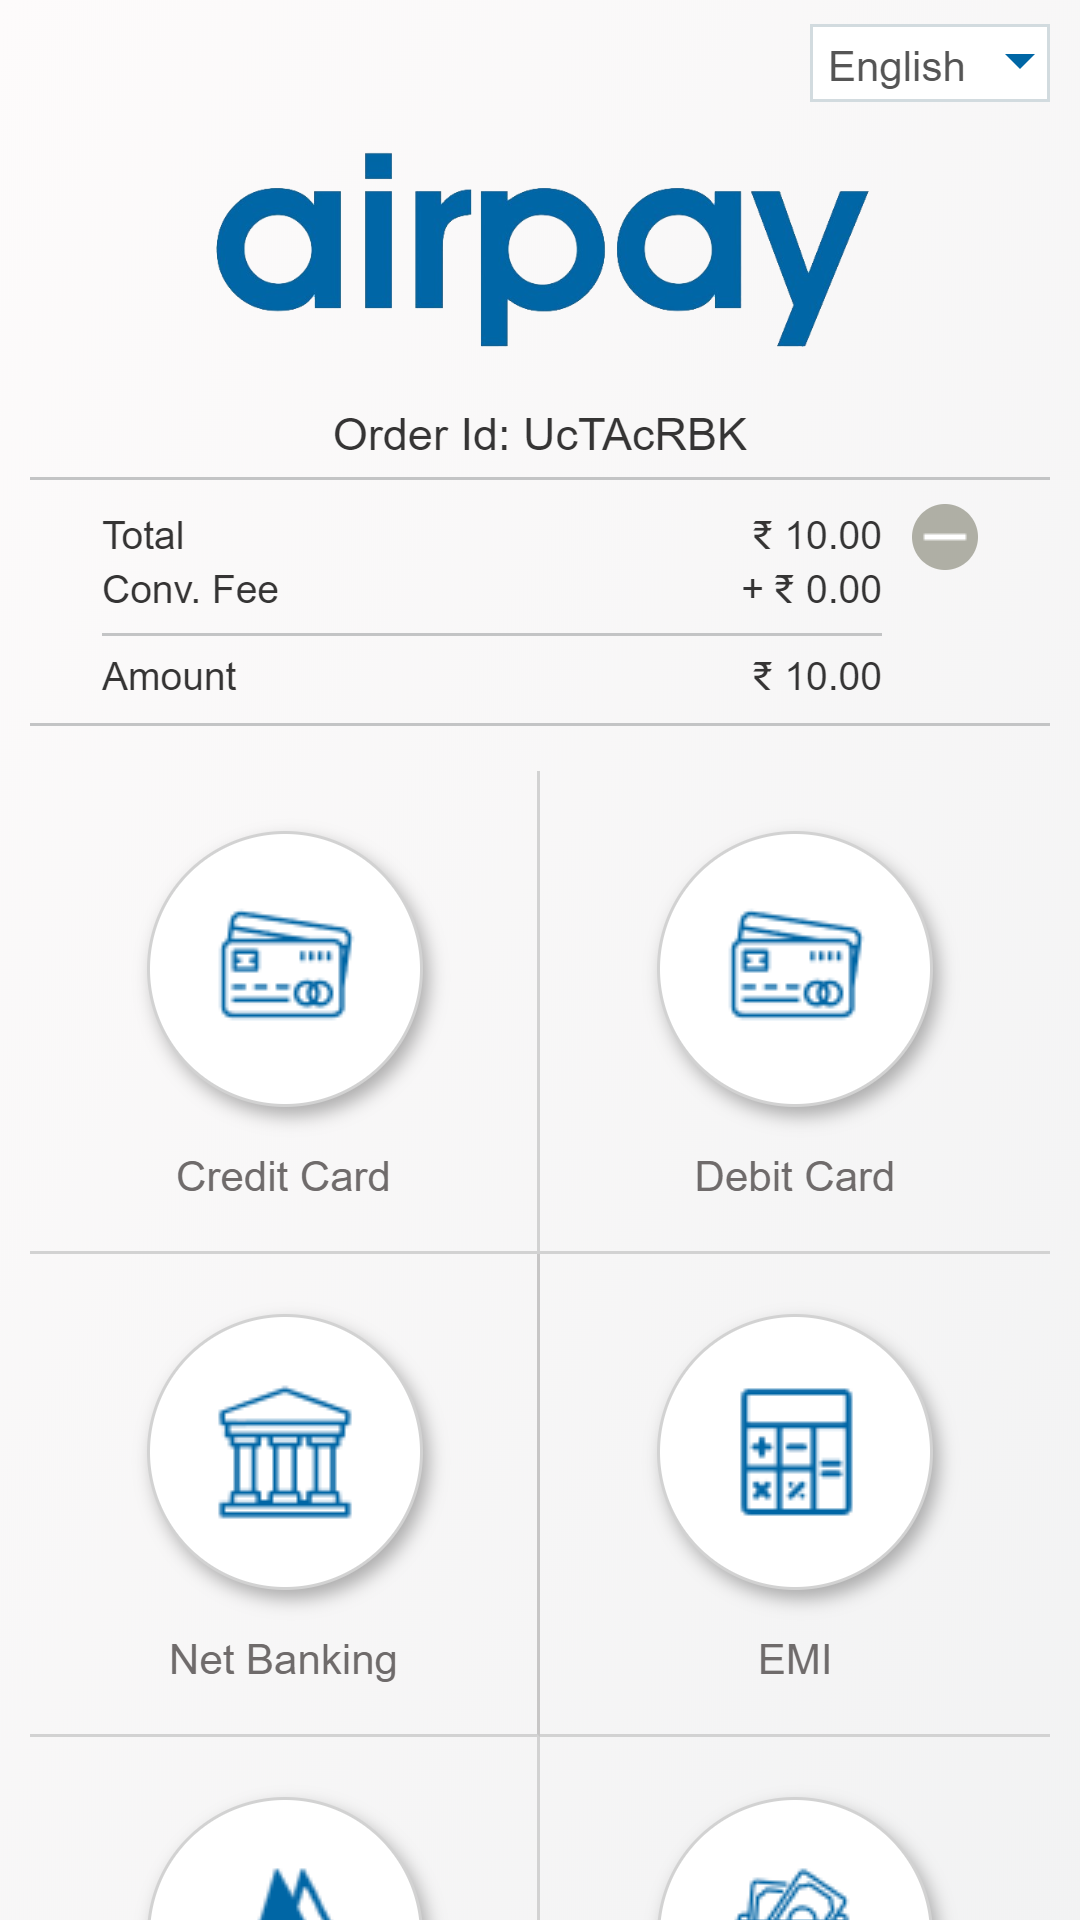 English
airpay
Order Id: UcTAcRBK
Total ₹ 10.00
Conv. Fee + ₹ 0.00
Amount ₹ 10.00
Credit Card
Debit Card
Net Banking
EMI